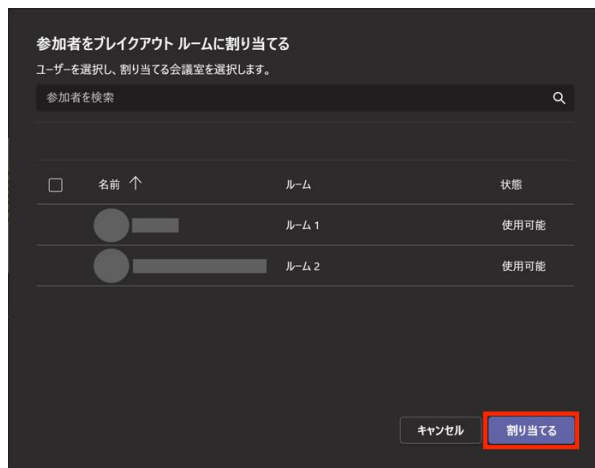 参加者をブレイクアウト ルームに割り当てる
ユーザーを選択し、割り当てる会議室を選択します。
参加者を検索
名前 ↑ ルーム 状態
ルーム 1 使用可能
ルーム 2 使用可能
キャンセル 割り当てる